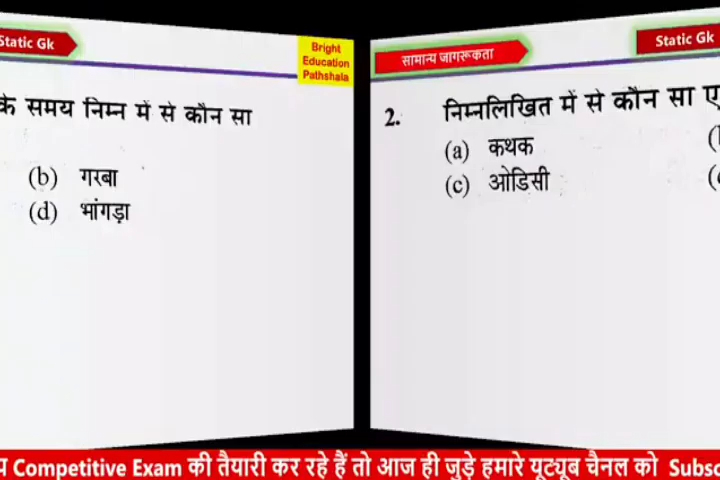 Static Gk
Bright
Education
Pathshala
के समय निम्न में से कौन सा
(b) गरबा
(d) भांगड़ा
सामान्य जागरूकता
Static Gk
2. निम्नलिखित में से कौन सा
(a) कथक
(c) ओडिसी
Competitive Exam की तैयारी कर रहे हैं तो आज ही जुड़े हमारे यूट्यूब चैनल को